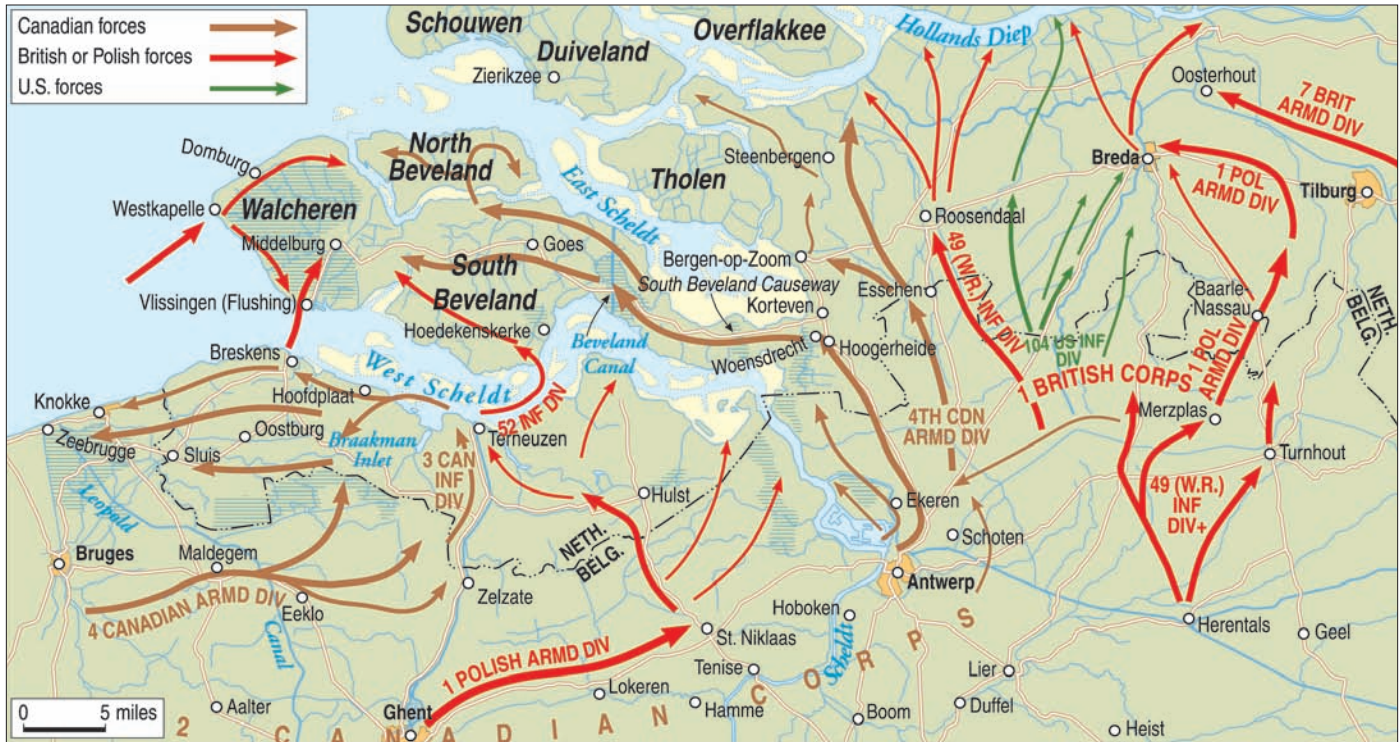 Canadian forces
British or Polish forces
U.S. forces
Schouwen
Duiveland
Zierikzee
Overflakkee
Hollands Diep
Oosterhout
7 BRIT
ARMD DIV
Domburg
North
Beveland
Steenbergen
Breda
1 POL
ARMD DIV
Tilburg
Westkapelle
Walcheren
East Scheldt
Tholen
Roosendaal
Middelburg
Goes
Bergen-op-Zoom
South Beveland Causeway
Korteven
Esschen
49 (W.R.) INF DIV
Baarle-
Nassau
NETH.
BELG.
South
Beveland
Vlissingen (Flushing)
Hoedekenskerke
Beveland
Canal
Woensdrecht
Hoogerheide
104 US INF
DIV
1 POL
ARMD DIV
Breskens
West Scheldt
1 BRITISH CORPS
Knokke
Hoofdplaat
52 INF DIV
4TH CDN
ARMD DIV
Merzplas
Zeebrugge
Oostburg
Braakman
Inlet
Terneuzen
Sluis
3 CAN
INF
DIV
Turnhout
Leopold
Hulst
Ekeren
49 (W.R.)
INF
DIV+
NETH.
BELG.
Schoten
Bruges
Maldegem
Antwerp
4 CANADIAN ARMD DIV
Eeklo
Zelzate
Hoboken
Herentals
Canal
St. Niklaas
Scheldt
Geel
1 POLISH ARMD DIV
Tenise
Lier
0 5 miles
Aalter
Ghent
Lokeren
Hamme
Boom
Duffel
Heist
2 CANADIAN CORPS